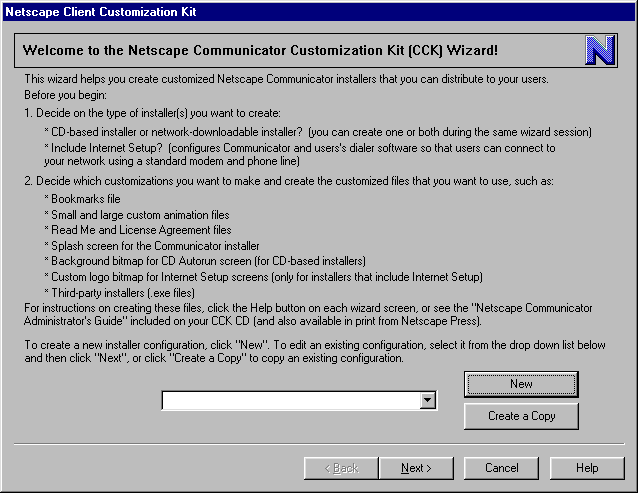 Netscape Client Customization Kit
Welcome to the Netscape Communicator Customization Kit (CCK) Wizard!
N
This wizard helps you create customized Netscape Communicator installers that you can distribute to your users.
Before you begin:
1. Decide on the type of installer(s) you want to create:
* CD-based installer or network-downloadable installer? (you can create one or both during the same wizard session)
* Include Internet Setup? (configures Communicator and users's dialer software so that users can connect to
your network using a standard modem and phone line)
2. Decide which customizations you want to make and create the customized files that you want to use, such as:
* Bookmarks file
* Small and large custom animation files
* Read Me and License Agreement files
* Splash screen for the Communicator installer
* Background bitmap for CD Autorun screen (for CD-based installers)
* Custom logo bitmap for Internet Setup screens (only for installers that include Internet Setup)
* Third-party installers (.exe files)
For instructions on creating these files, click the Help button on each wizard screen, or see the "Netscape Communicator
Administrator's Guide" included on your CCK CD (and also available in print from Netscape Press).
To create a new installer configuration, click "New". To edit an existing configuration, select it from the drop down list below
and then click "Next", or click "Create a Copy" to copy an existing configuration.
New
Create a Copy
< Back
Next >
Cancel
Help